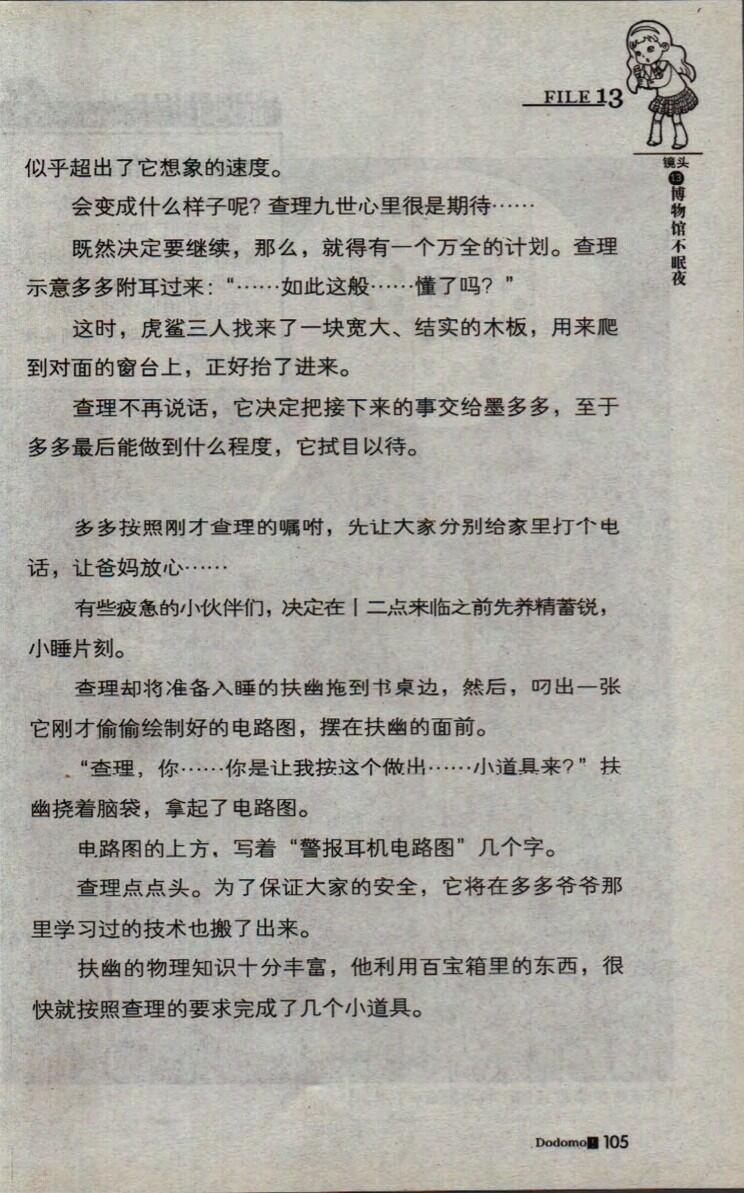 FILE 13
镜头
13
博物馆不眠夜
似乎超出了它想象的速度。
会变成什么样子呢？查理九世心里很是期待……
既然决定要继续，那么，就得有一个万全的计划。查理
示意多多附耳过来：“……如此这般……懂了吗？”
这时，虎鲨三人找来了一块宽大、结实的木板，用来爬
到对面的窗台上，正好抬了进来。
查理不再说话，它决定把接下来的事交给墨多多，至于
多多最后能做到什么程度，它拭目以待。
多多按照刚才查理的嘱咐，先让大家分别给家里打个电
话，让爸妈放心……
有些疲惫的小伙伴们，决定在十二点来临之前先养精蓄锐，
小睡片刻。
查理却将准备入睡的扶幽拖到书桌边，然后，叼出一张
它刚才偷偷绘制好的电路图，摆在扶幽的面前。
“查理，你……你是让我按这个做出……小道具来？”扶
幽挠着脑袋，拿起了电路图。
电路图的上方，写着“警报耳机电路图”几个字。
查理点点头。为了保证大家的安全，它将在多多爷爷那
里学习过的技术也搬了出来。
扶幽的物理知识十分丰富，他利用百宝箱里的东西，很
快就按照查理的要求完成了几个小道具。
Dodomo! 105